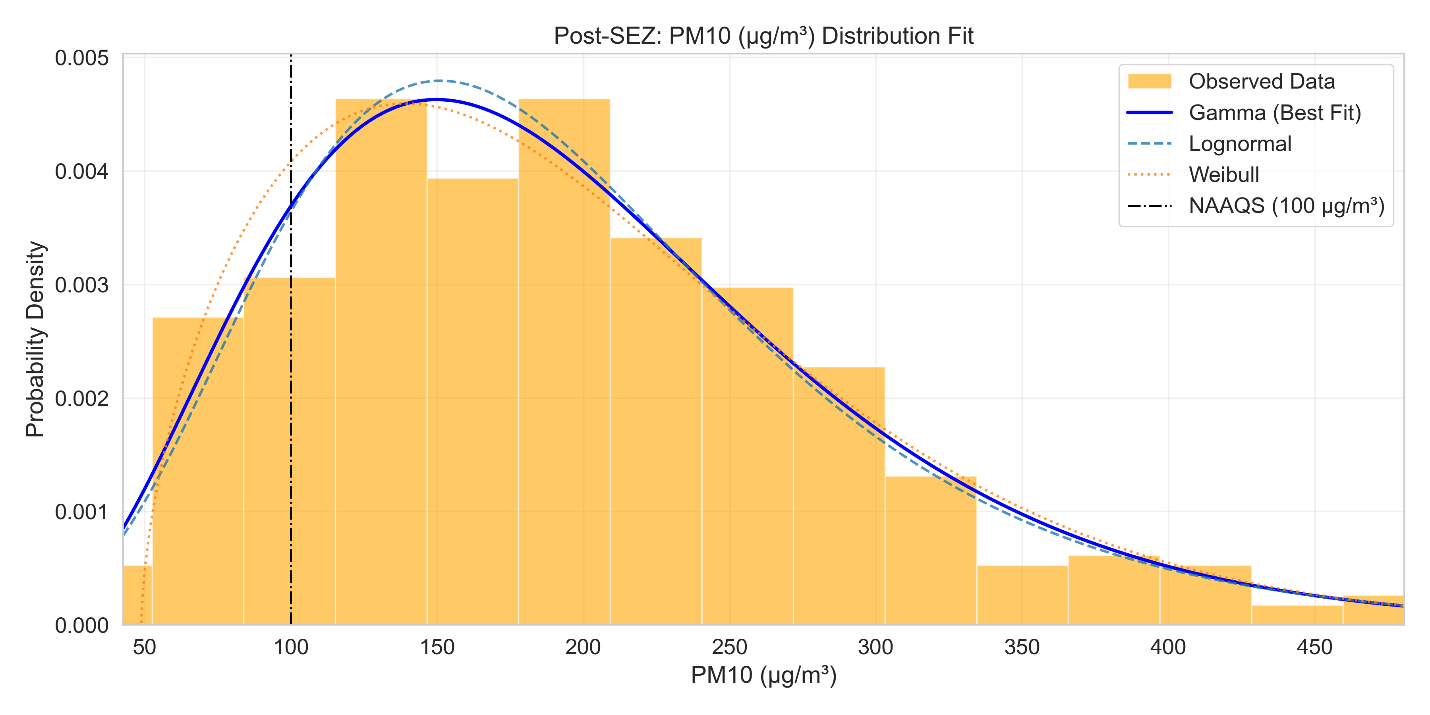 Post-SEZ: PM10 (μg/m³) Distribution Fit
Probability Density
0.005
0.004
0.003
0.002
0.001
0.000
Observed Data
Gamma (Best Fit)
Lognormal
Weibull
NAAQS (100 μg/m³)
50 100 150 200 250 300 350 400 450
PM10 (μg/m³)